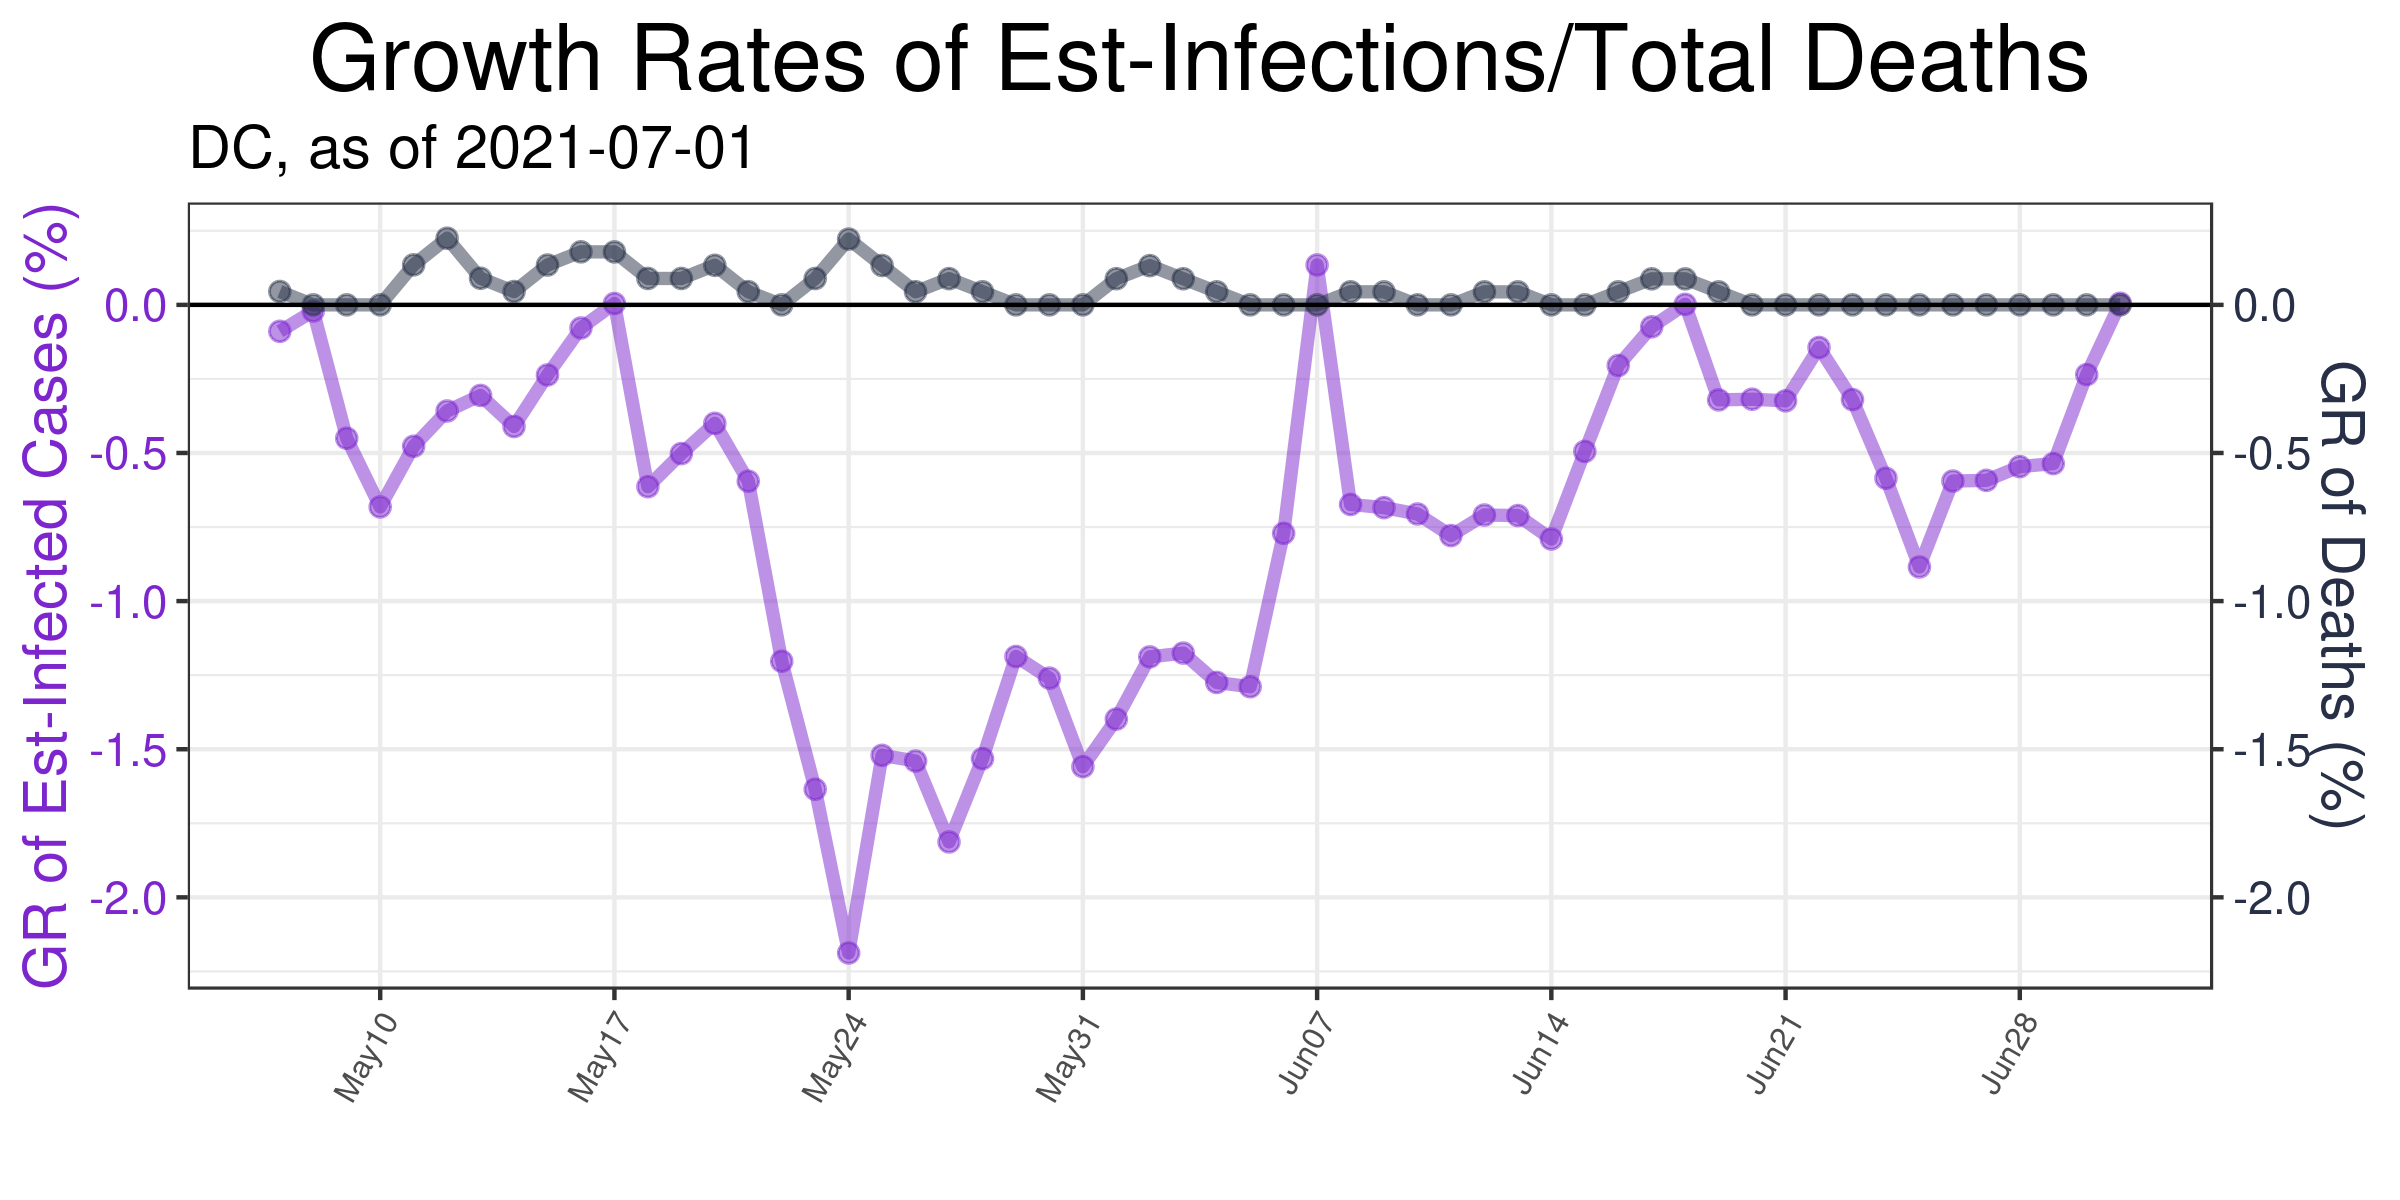 Growth Rates of Est-Infections/Total Deaths
DC, as of 2021-07-01
GR of Est-Infected Cases (%)
0.0
-0.5
-1.0
-1.5
-2.0
0.0
-0.5
-1.0
-1.5
-2.0
GR of Deaths (%)
May10
May17
May24
May31
Jun07
Jun14
Jun21
Jun28